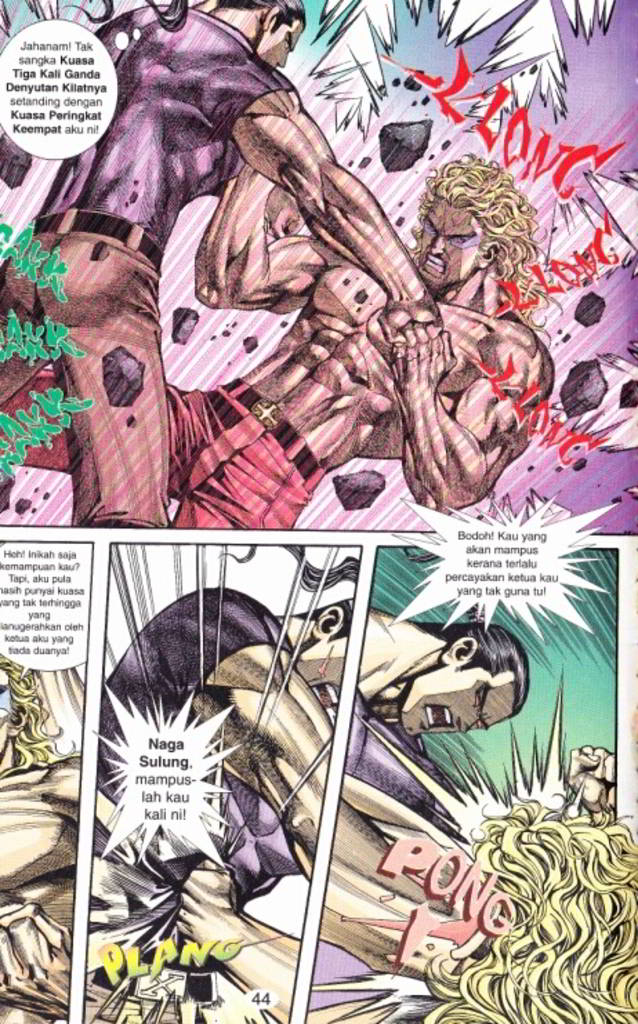 Jahanam! Tak
sangka Kuasa
Tiga Kali Ganda
Denyutan Kilatnya
setanding dengan
Kuasa Peringkat
Keempat aku ni!
LLONG
LLONG
LLONG
Bodoh! Kau yang
akan mampus
kerana terlalu
percayakan ketua kau
yang tak guna tu!
Heh! Inikah saja
kemampuan kau?
Tapi, aku pula
masih punyai kuasa
yang tak terhingga
yang
dianugerahkan oleh
ketua aku yang
tiada duanya!
Naga
Sulung,
mampus-
lah kau
kali ni!
PONG
!
PLANG
44